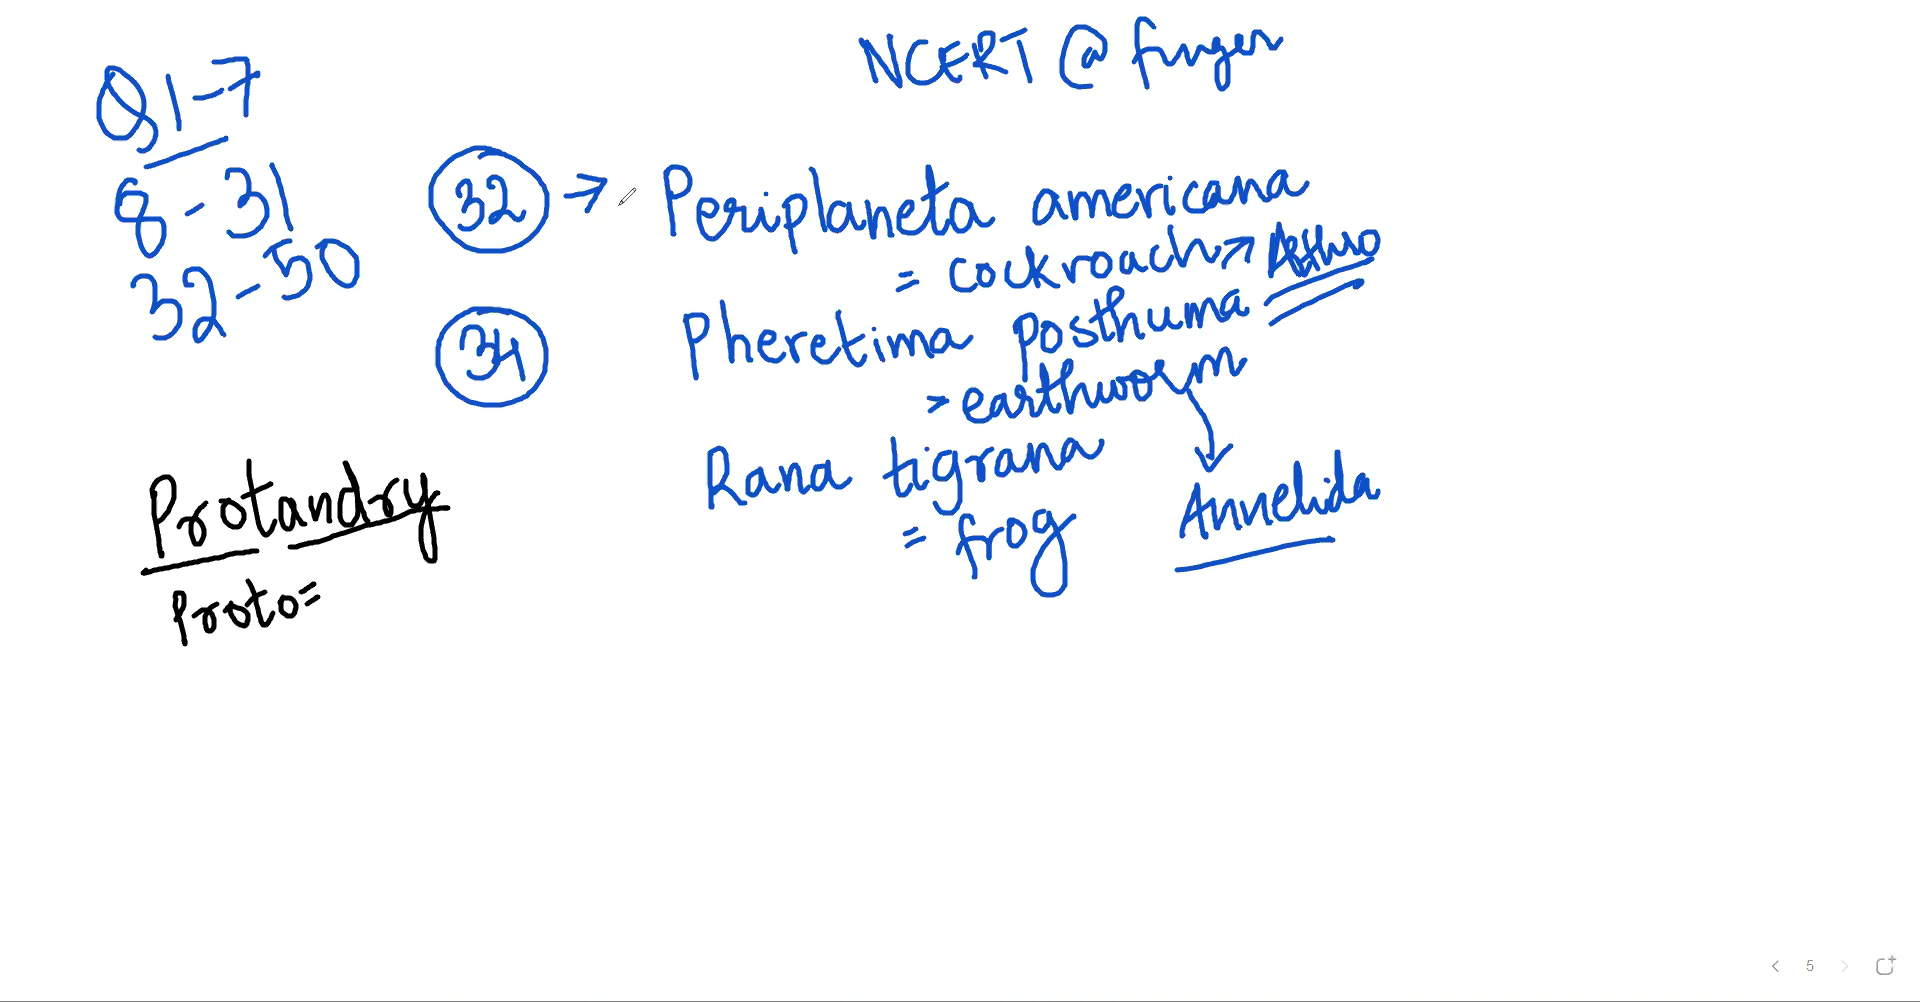 NCERT @ finger
Q1-7
8-31
32-50
32 → Periplaneta americana
= cockroach → Arthro
34
Pheretima posthuma
> earthworm
Annelida
Rana tigrana
= frog
Protandry
Proto=
5